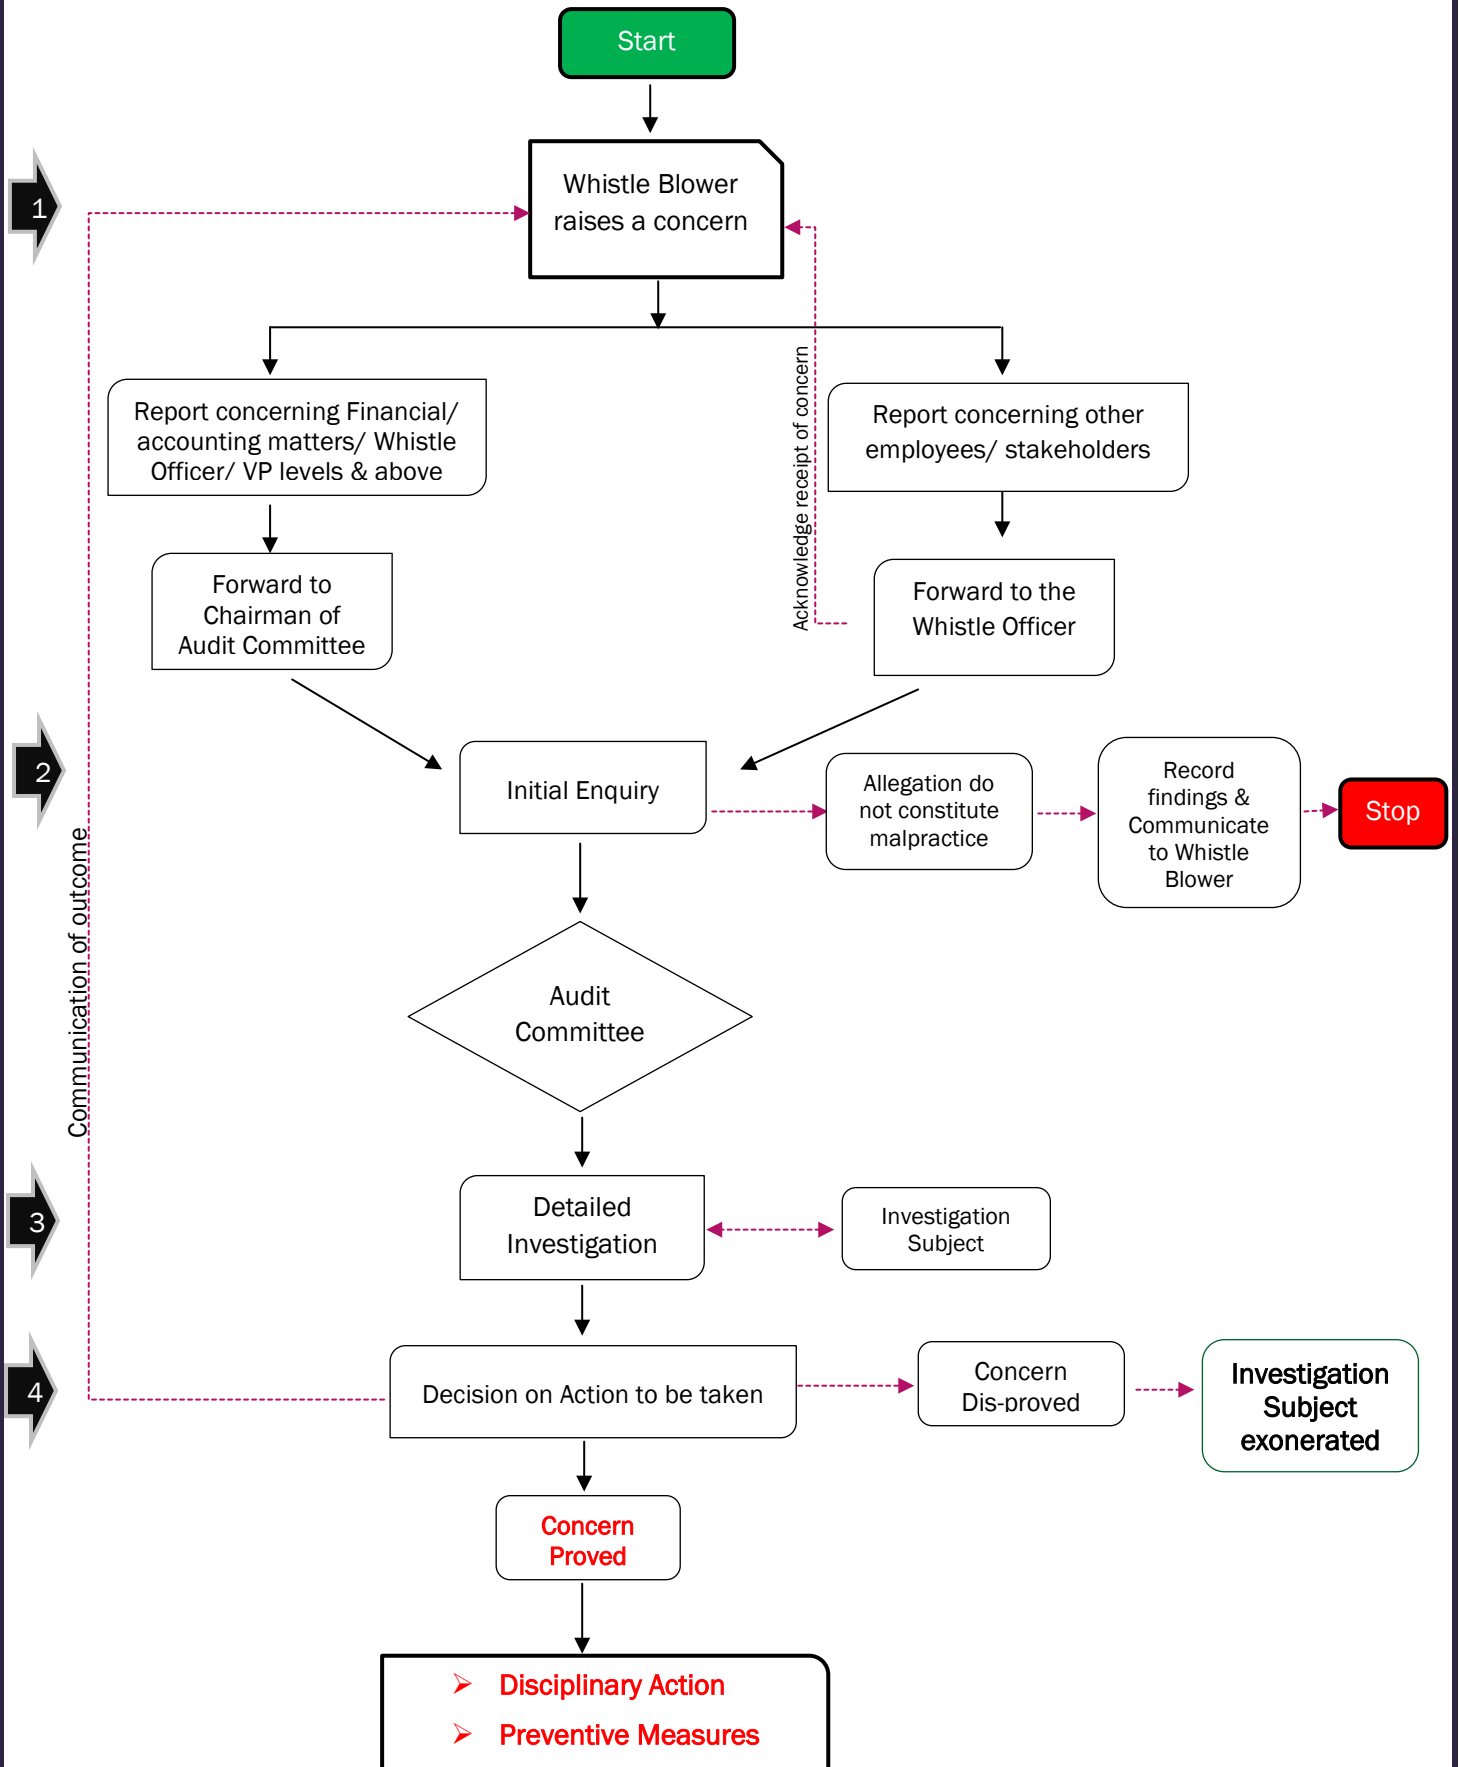 Start
1
Whistle Blower
raises a concern
Acknowledge receipt of concern
Report concerning Financial/
accounting matters/ Whistle
Officer/ VP levels & above
Report concerning other
employees/ stakeholders
Forward to
Chairman of
Audit Committee
Forward to the
Whistle Officer
2
Initial Enquiry
Allegation do
not constitute
malpractice
Record
findings &
Communicate
to Whistle
Blower
Stop
Communication of outcome
Audit
Committee
3
Detailed
Investigation
Investigation
Subject
4
Decision on Action to be taken
Concern
Dis-proved
Investigation
Subject
exonerated
Concern
Proved
➢ Disciplinary Action
➢ Preventive Measures